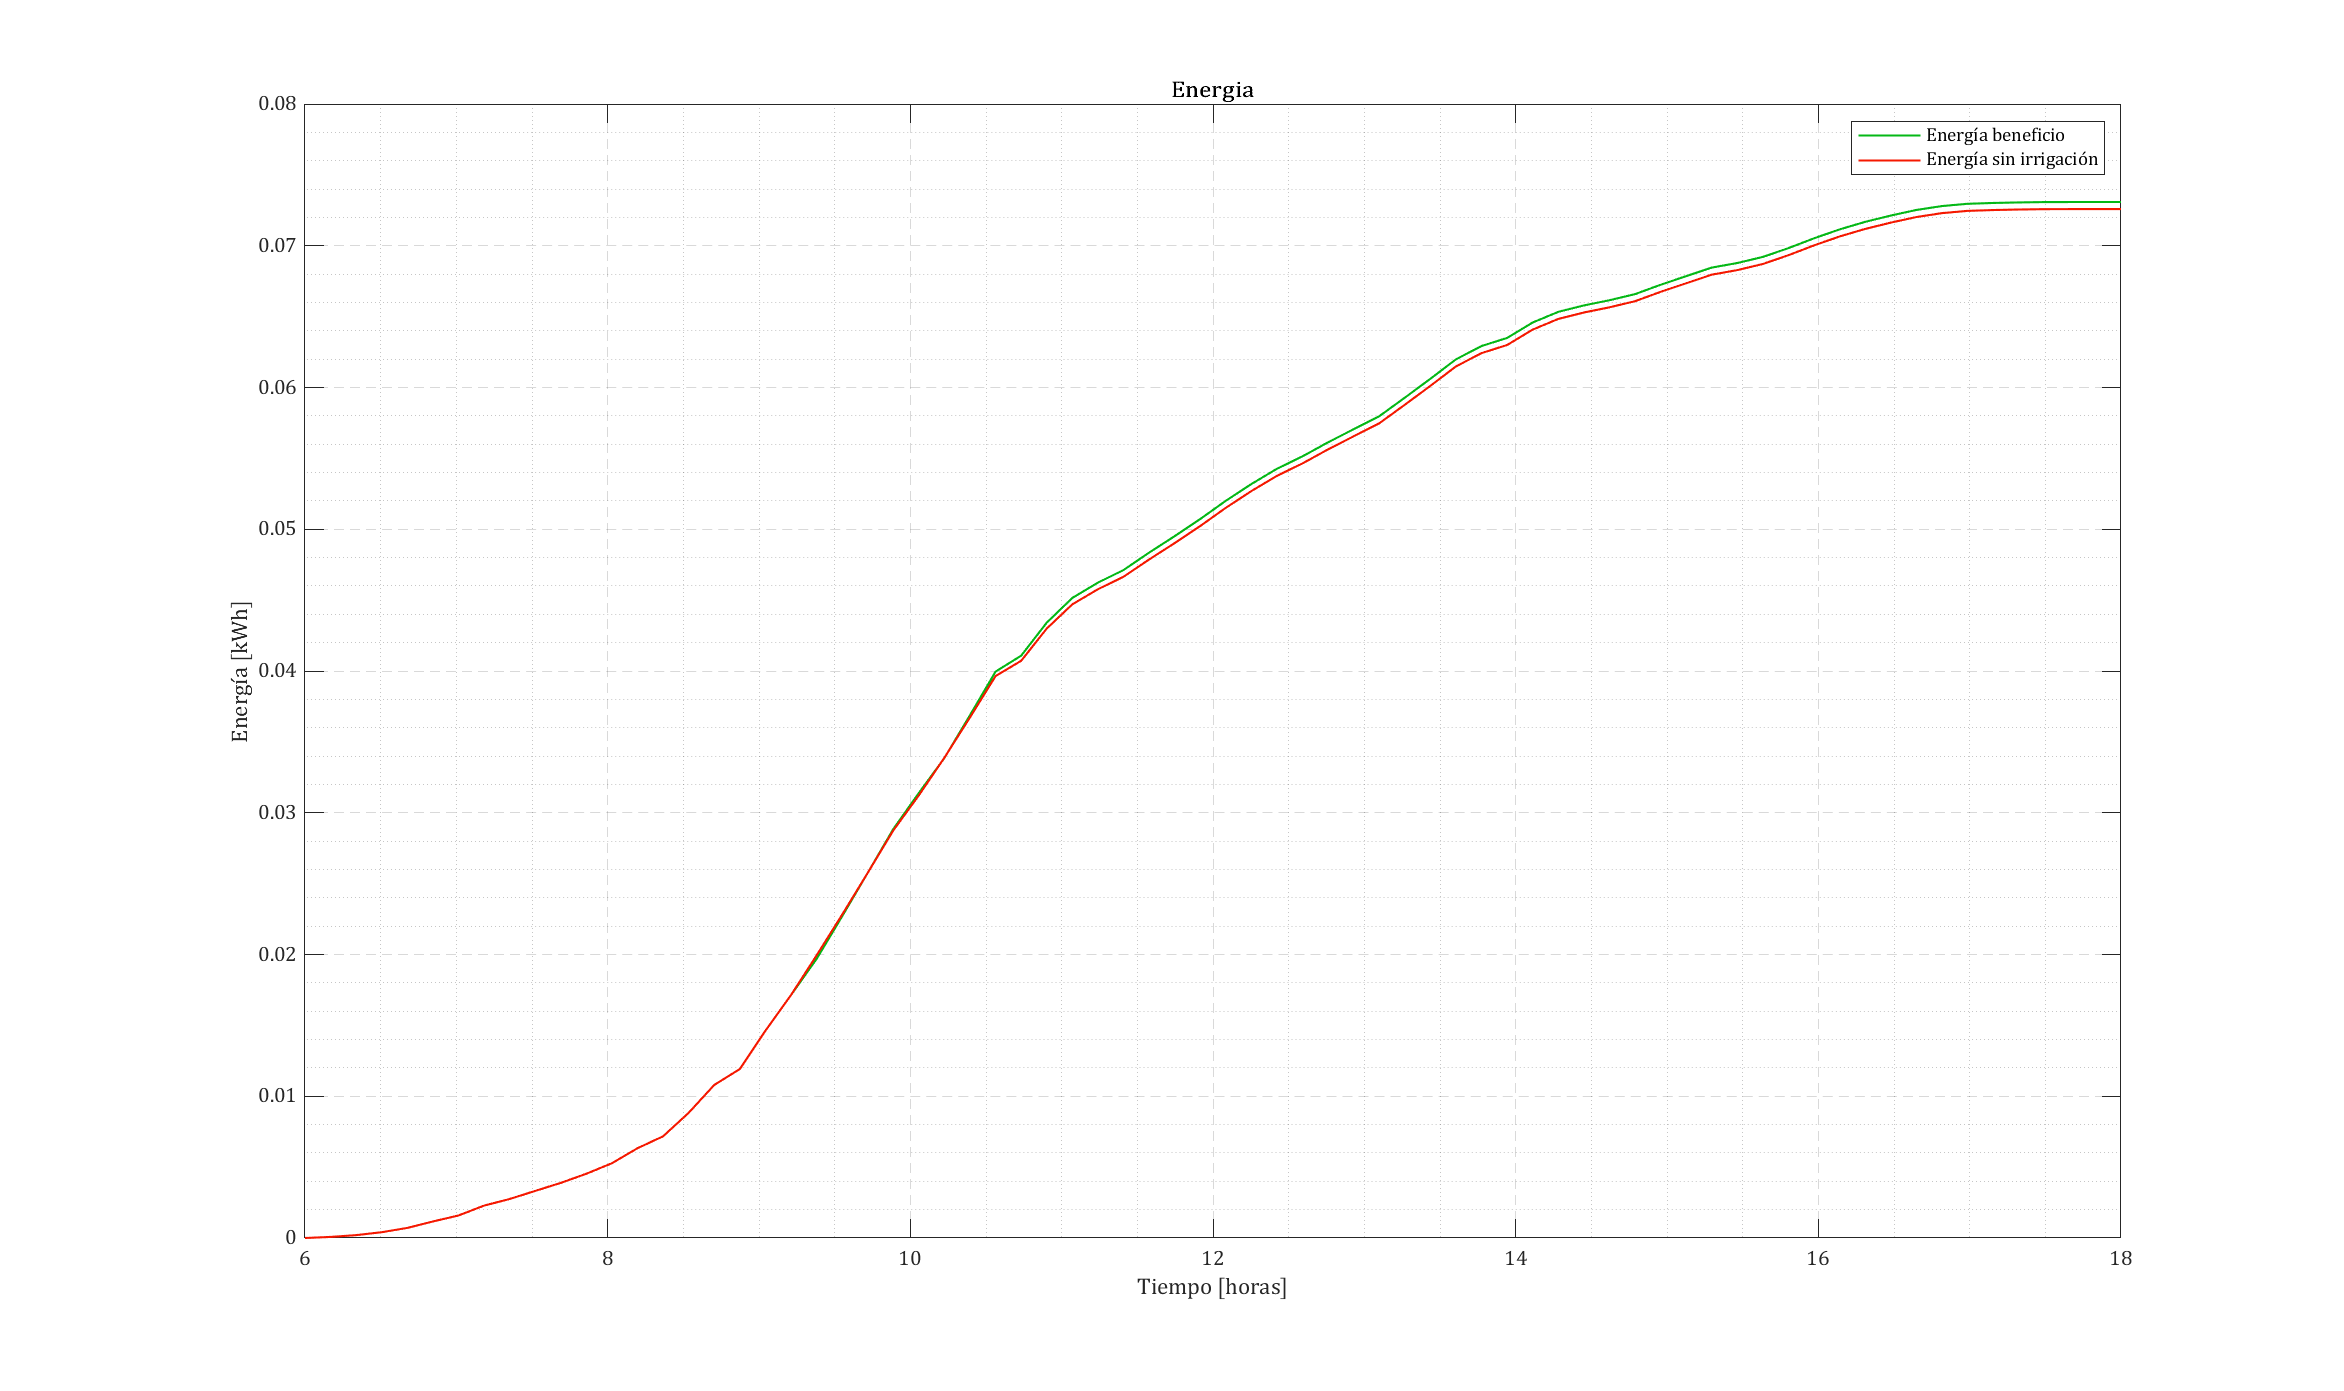 Energia
0.08
0.07
0.06
0.05
0.04
0.03
0.02
0.01
0
Energía [kWh]
Energía beneficio
Energía sin irrigación
6 8 10 12 14 16 18
Tiempo [horas]